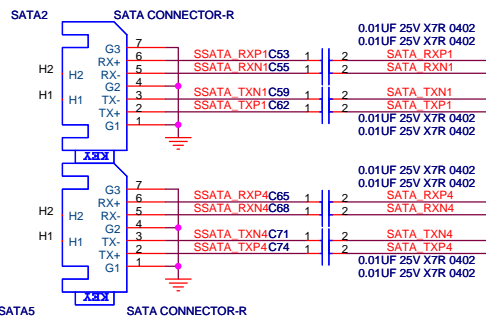 SATA2 SATA CONNECTOR-R
0.01UF 25V X7R 0402
0.01UF 25V X7R 0402
G3 7
RX+ 6 SSATA_RXP1 C53 1 2 SATA_RXP1
H2 H2 RX- 5 SSATA_RXN1 C55 1 2 SATA_RXN1
G2 4
H1 H1 TX- 3 SSATA_TXN1 C59 1 2 SATA_TXN1
TX+ 2 SSATA_TXP1 C62 1 2 SATA_TXP1
G1 1
0.01UF 25V X7R 0402
0.01UF 25V X7R 0402
KEY
0.01UF 25V X7R 0402
0.01UF 25V X7R 0402
G3 7
RX+ 6 SSATA_RXP4 C65 1 2 SATA_RXP4
H2 H2 RX- 5 SSATA_RXN4 C68 1 2 SATA_RXN4
G2 4
H1 H1 TX- 3 SSATA_TXN4 C71 1 2 SATA_TXN4
TX+ 2 SSATA_TXP4 C74 1 2 SATA_TXP4
G1 1
0.01UF 25V X7R 0402
0.01UF 25V X7R 0402
KEY
SATA5 SATA CONNECTOR-R